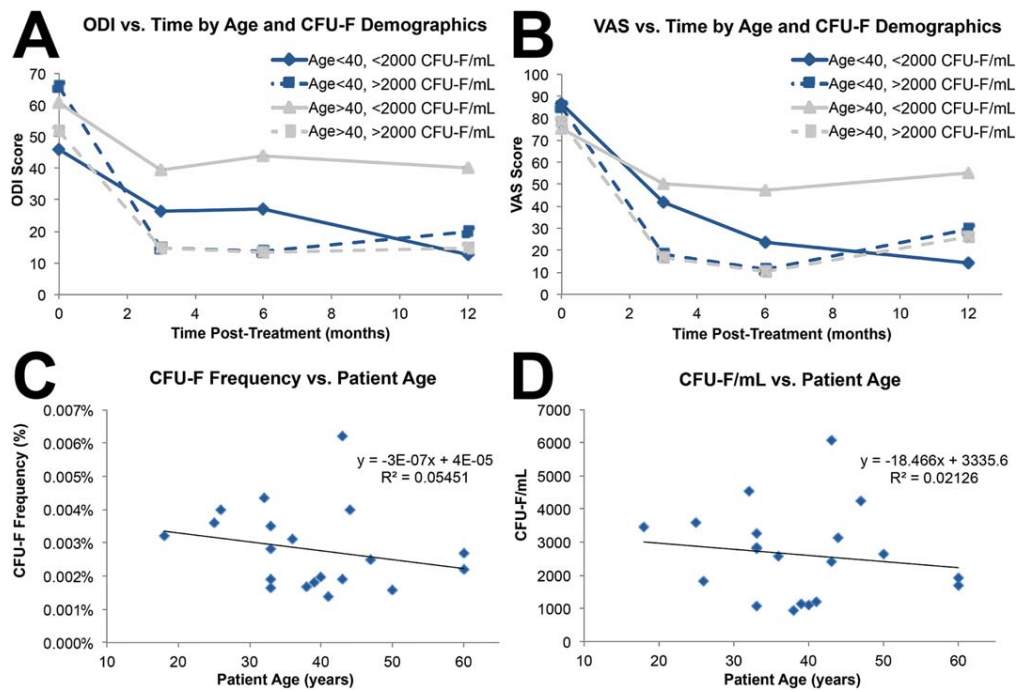 A
ODI vs. Time by Age and CFU-F Demographics
Age<40, <2000 CFU-F/mL
Age<40, >2000 CFU-F/mL
Age>40, <2000 CFU-F/mL
Age>40, >2000 CFU-F/mL
ODI Score
70
60
50
40
30
20
10
0
0 2 4 6 8 10 12
Time Post-Treatment (months)
B
VAS vs. Time by Age and CFU-F Demographics
Age<40, <2000 CFU-F/mL
Age<40, >2000 CFU-F/mL
Age>40, <2000 CFU-F/mL
Age>40, >2000 CFU-F/mL
VAS Score
100
90
80
70
60
50
40
30
20
10
0
0 2 4 6 8 10 12
Time Post-Treatment (months)
C
CFU-F Frequency vs. Patient Age
CFU-F Frequency (%)
0.007%
0.006%
0.005%
0.004%
0.003%
0.002%
0.001%
0.000%
y = -3E-07x + 4E-05
R² = 0.05451
10 20 30 40 50 60
Patient Age (years)
D
CFU-F/mL vs. Patient Age
CFU-F/mL
7000
6000
5000
4000
3000
2000
1000
0
y = -18.466x + 3335.6
R² = 0.02126
10 20 30 40 50 60
Patient Age (years)